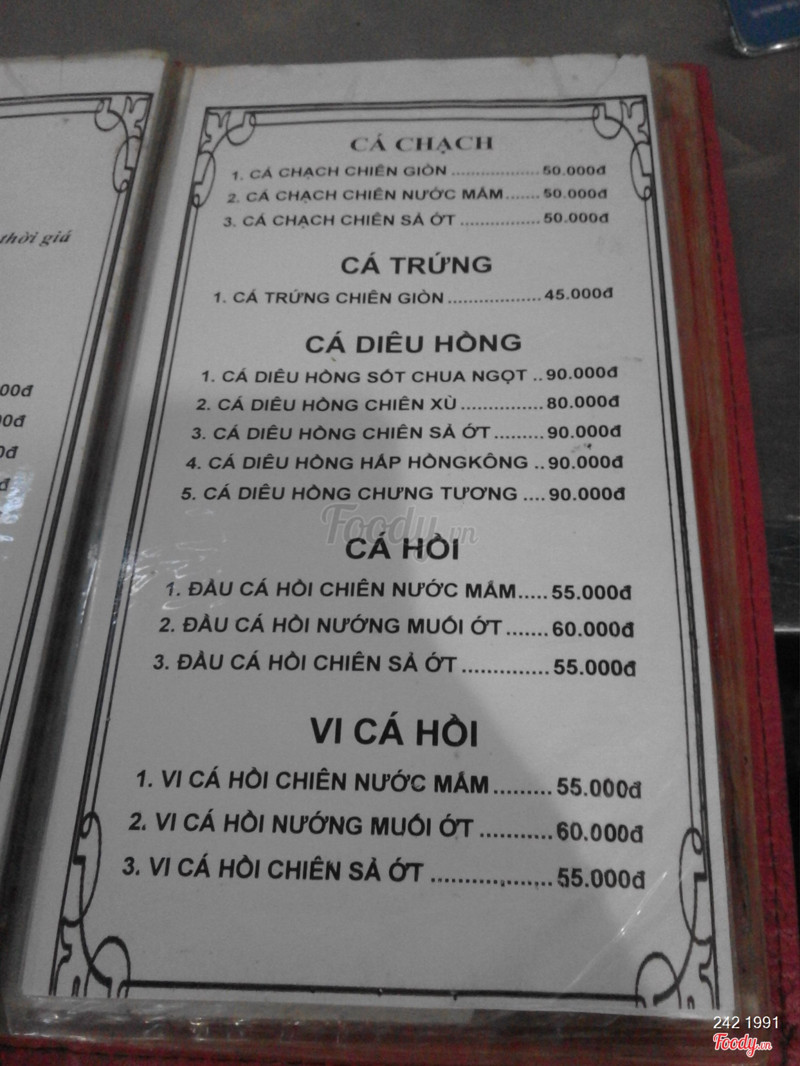 thời giá
00đ
0đ
0đ
đ
CÁ CHẠCH
1. CÁ CHẠCH CHIÊN GIÒN ..................50.000đ
2. CÁ CHẠCH CHIÊN NƯỚC MẮM.......50.000đ
3. CÁ CHẠCH CHIÊN SẢ ỚT .................50.000đ
CÁ TRỨNG
1. CÁ TRỨNG CHIÊN GIÒN ..................45.000đ
CÁ DIÊU HỒNG
1. CÁ DIÊU HỒNG SỐT CHUA NGỌT ..90.000đ
2. CÁ DIÊU HỒNG CHIÊN XÙ ...............80.000đ
3. CÁ DIÊU HỒNG CHIÊN SẢ ỚT .........90.000đ
4. CÁ DIÊU HỒNG HẤP HỒNGKÔNG ..90.000đ
5. CÁ DIÊU HỒNG CHƯNG TƯƠNG ....90.000đ
Foody.vn
CÁ HỒI
1. ĐẦU CÁ HỒI CHIÊN NƯỚC MẮM.....55.000đ
2. ĐẦU CÁ HỒI NƯỚNG MUỐI ỚT .......60.000đ
3. ĐẦU CÁ HỒI CHIÊN SẢ ỚT ..............55.000đ
VI CÁ HỒI
1. VI CÁ HỒI CHIÊN NƯỚC MẮM.........55.000đ
2. VI CÁ HỒI NƯỚNG MUỐI ỚT ...........60.000đ
3. VI CÁ HỒI CHIÊN SẢ ỚT ..................55.000đ
242 1991
Foody.vn